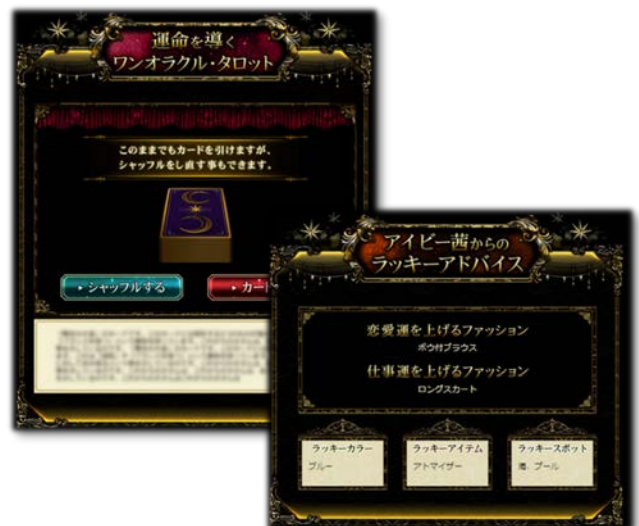 運命を導く
ワンオラクル・タロット
このままでもカードを引けますが、
シャッフルをし直す事もできます。
シャッフルする
カード
アイビー茜からの
ラッキーアドバイス
恋愛運を上げるファッション
ボウ付ブラウス
仕事運を上げるファッション
ロングスカート
ラッキーカラー
ブルー
ラッキーアイテム
アトマイザー
ラッキースポット
海、プール